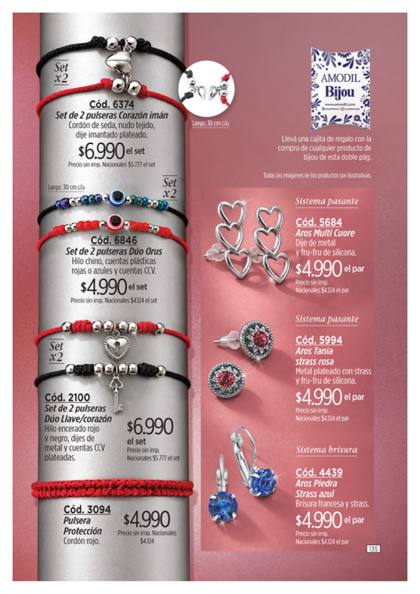 Set
x2
Cód. 6374
Set de 2 pulseras Corazón imán
Cordón de seda, nudo tejido,
dije imantado plateado.
$6.990 el set
Precio sin imp. Nacionales $5.777 el set
Largo: 30 cm c/u
AMODIL
Bijou
www.amodil.com
Llevá una cajita de regalo con la
compra de cualquier producto de
bijou de esta doble pág.
Todas las imágenes de los productos son ilustrativas.
Largo: 30 cm c/u
Set
x2
Cód. 6846
Set de 2 pulseras Dúo Orus
Hilo chino, cuentas plásticas
rojas o azules y cuentas CCV.
$4.990 el set
Precio sin imp. Nacionales $4.124 el set
Set
x2
Cód. 2100
Set de 2 pulseras
Dúo Llave/corazón
Hilo encerado rojo
y negro, dijes de
metal y cuentas CCV
plateadas.
$6.990
el set
Precio sin imp.
Nacionales $5.777 el set
Cód. 3094
Pulsera
Protección
Cordón rojo.
$4.990
Precio sin imp. Nacionales
$4.124
Sistema pasante
Cód. 5684
Aros Multi Cuore
Dije de metal
y fru-fru de silicona.
$4.990 el par
Precio sin imp.
Nacionales $4.124 el par
Sistema pasante
Cód. 5994
Aros Tania
strass rosa
Metal plateado con strass
y fru-fru de silicona.
$4.990 el par
Precio sin imp.
Nacionales $4.124 el par
Sistema brisura
Cód. 4439
Aros Piedra
Strass azul
Brisura francesa y strass.
$4.990 el par
Precio sin imp.
Nacionales $4.124 el par
135